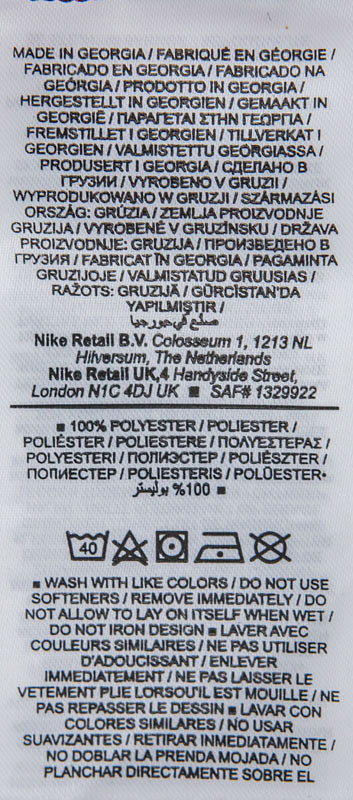 MADE IN GEORGIA / FABRIQUÉ EN GÉORGIE /
FABRICADO EN GEORGIA / FABRICADO NA
GEÓRGIA / PRODOTTO IN GEORGIA /
HERGESTELLT IN GEORGIEN / GEMAAKT IN
GEORGIË / ΠΑΡΑΓΕΤΑΙ ΣΤΗΝ ΓΕΩΡΓΙΑ /
FREMSTILLET I GEORGIEN / TILLVERKAT I
GEORGIEN / VALMISTETTU GEORGIASSA /
PRODUSERT I GEORGIA / СДЕЛАНО В
ГРУЗИИ / VYROBENO V GRUZII /
WYPRODUKOWANO W GRUZJI / SZÁRMAZÁSI
ORSZÁG: GRÚZIA / ZEMLJA PROIZVODNJE
GRUZIJA / VYROBENÉ V GRUZÍNSKU / DRŽAVA
PROIZVODNJE: GRUZIJA / ПРОИЗВЕДЕНО В
ГРУЗИЯ / FABRICAT ÎN GEORGIA / PAGAMINTA
GRUZIJOJE / VALMISTATUD GRUUSIAS /
RAŽOTS: GRUZIJĀ / GÜRCİSTAN'DA
YAPILMIŞTIR /
صنع في جورجيا
Nike Retail B.V. Colosseum 1, 1213 NL
Hilversum, The Netherlands
Nike Retail UK,4 Handyside Street,
London N1C 4DJ UK ■ SAF# 1329922
■ 100% POLYESTER / POLIESTER /
POLIÉSTER / POLIESTERE / ΠΟΛΥΕΣΤΕΡΑΣ /
POLYESTERI / ПОЛИЭСТЕР / POLIÉSZTER /
ПОЛИЕСТЕР / POLIESTERIS / POLÜESTER•
100% بوليستر ■
40
■ WASH WITH LIKE COLORS / DO NOT USE
SOFTENERS / REMOVE IMMEDIATELY / DO
NOT ALLOW TO LAY ON ITSELF WHEN WET /
DO NOT IRON DESIGN ■ LAVER AVEC
COULEURS SIMILAIRES / NE PAS UTILISER
D'ADOUCISSANT / ENLEVER
IMMEDIATEMENT / NE PAS LAISSER LE
VETEMENT PLIE LORSQU'IL EST MOUILLE / NE
PAS REPASSER LE DESSIN ■ LAVAR CON
COLORES SIMILARES / NO USAR
SUAVIZANTES / RETIRAR INMEDIATAMENTE /
NO DOBLAR LA PRENDA MOJADA / NO
PLANCHAR DIRECTAMENTE SOBRE EL